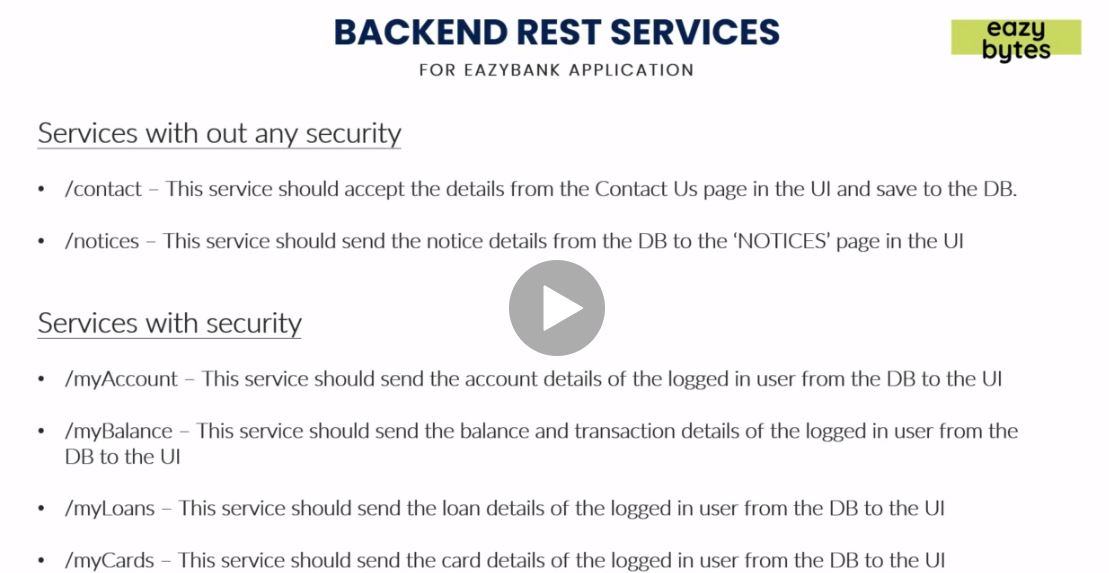 BACKEND REST SERVICES
eazy
bytes
FOR EAZYBANK APPLICATION
Services with out any security
• /contact – This service should accept the details from the Contact Us page in the UI and save to the DB.
• /notices – This service should send the notice details from the DB to the ‘NOTICES’ page in the UI
Services with security
• /myAccount – This service should send the account details of the logged in user from the DB to the UI
• /myBalance – This service should send the balance and transaction details of the logged in user from the
DB to the UI
• /myLoans – This service should send the loan details of the logged in user from the DB to the UI
• /myCards – This service should send the card details of the logged in user from the DB to the UI